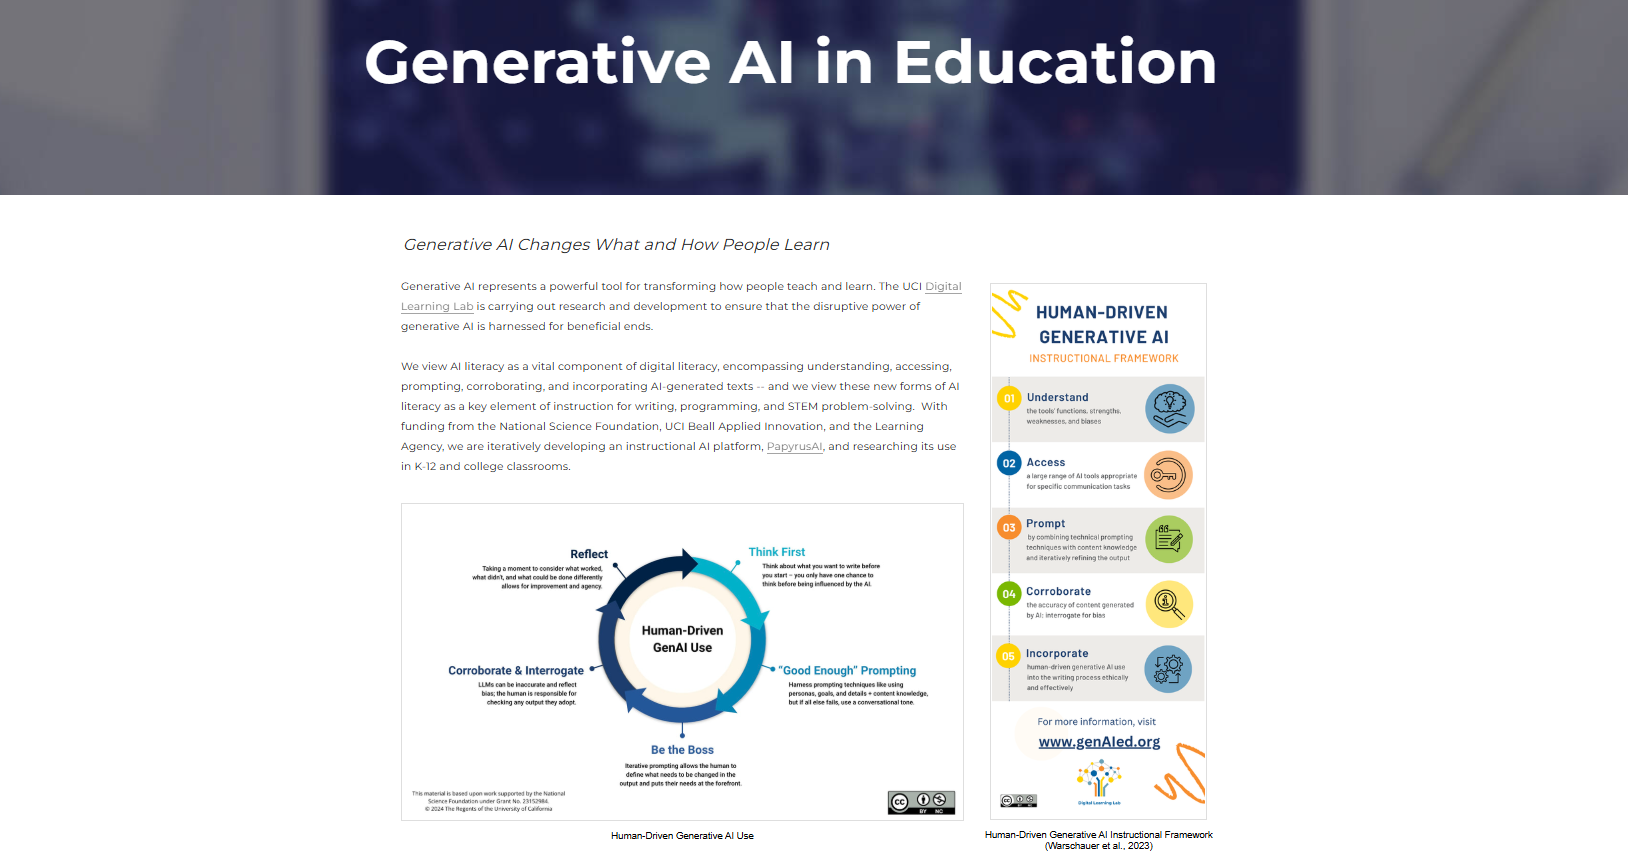 Generative AI in Education
Generative AI Changes What and How People Learn
Generative AI represents a powerful tool for transforming how people teach and learn. The UCI Digital
Learning Lab is carrying out research and development to ensure that the disruptive power of
generative AI is harnessed for beneficial ends.
We view AI literacy as a vital component of digital literacy, encompassing understanding, accessing,
prompting, corroborating, and incorporating AI-generated texts -- and we view these new forms of AI
literacy as a key element of instruction for writing, programming, and STEM problem-solving.  With
funding from the National Science Foundation, UCI Beall Applied Innovation, and the Learning
Agency, we are iteratively developing an instructional AI platform, PapyrusAI, and researching its use
in K-12 and college classrooms.
Human-Driven
GenAI Use
Think First
Think about what you want to write before
you start – you only have one chance to
think before being influenced by the AI.
"Good Enough" Prompting
Harness prompting techniques like using
personas, goals, and details + content knowledge,
but if all else fails, use a conversational tone.
Be the Boss
Iterative prompting allows the human to
define what needs to be changed in the
output and puts their needs at the forefront.
Corroborate & Interrogate
LLMs can be inaccurate and reflect
bias; the human is responsible for
checking any output they adopt.
Reflect
Taking a moment to consider what worked,
what didn't, and what could be done differently
allows for improvement and agency.
This material is based upon work supported by the National
Science Foundation under Grant No. 23152984.
© 2024 The Regents of the University of California
cc
BY NC
Human-Driven Generative AI Use
HUMAN-DRIVEN
GENERATIVE AI
INSTRUCTIONAL FRAMEWORK
01 Understand
the tools' functions, strengths,
weaknesses, and biases
02 Access
a large range of AI tools appropriate
for specific communication tasks
03 Prompt
by combining technical prompting
techniques with content knowledge
and iteratively refining the output
04 Corroborate
the accuracy of content generated
by AI; interrogate for bias
05 Incorporate
human-driven generative AI use
into the writing process ethically
and effectively
For more information, visit
www.genAIed.org
Digital Learning Lab
cc
BY NC
Human-Driven Generative AI Instructional Framework
(Warschauer et al., 2023)